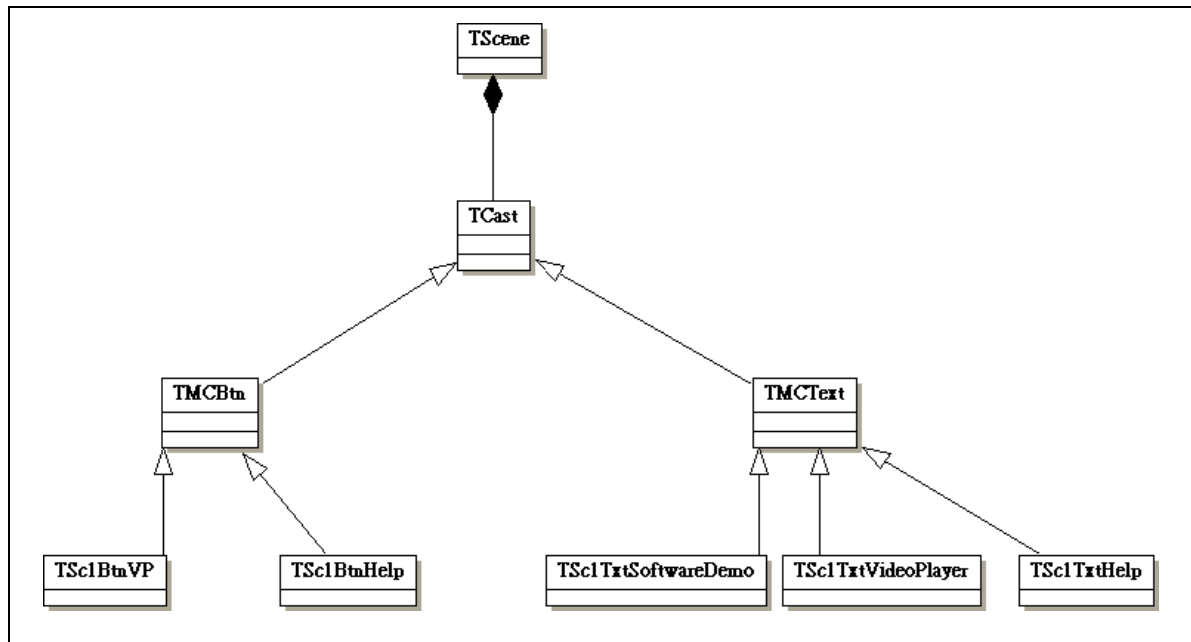 TScene
TCast
TMCBtn
TMCText
TSc1BtnVP
TSc1BtnHelp
TSc1TxtSoftwareDemo
TSc1TxtVideoPlayer
TSc1TxtHelp